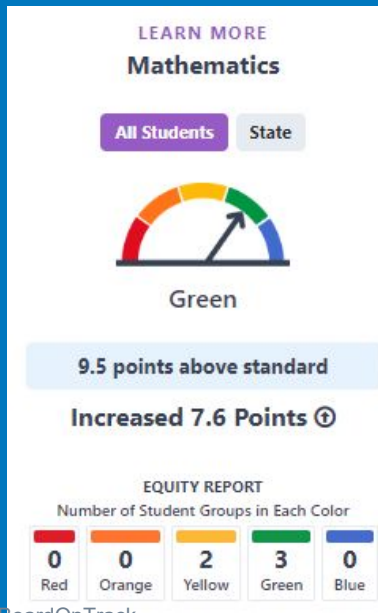 LEARN MORE
Mathematics
All Students State
Green
9.5 points above standard
Increased 7.6 Points
EQUITY REPORT
Number of Student Groups in Each Color
0 0 2 3 0
Red Orange Yellow Green Blue
BoardOnTrack